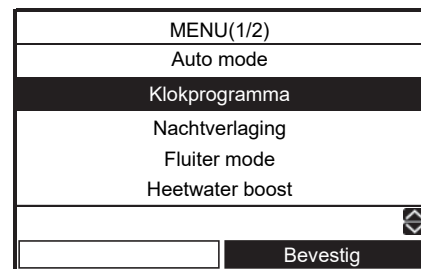 MENU(1/2)
Auto mode
Klokprogramma
Nachtverlaging
Fluiter mode
Heetwater boost
Bevestig